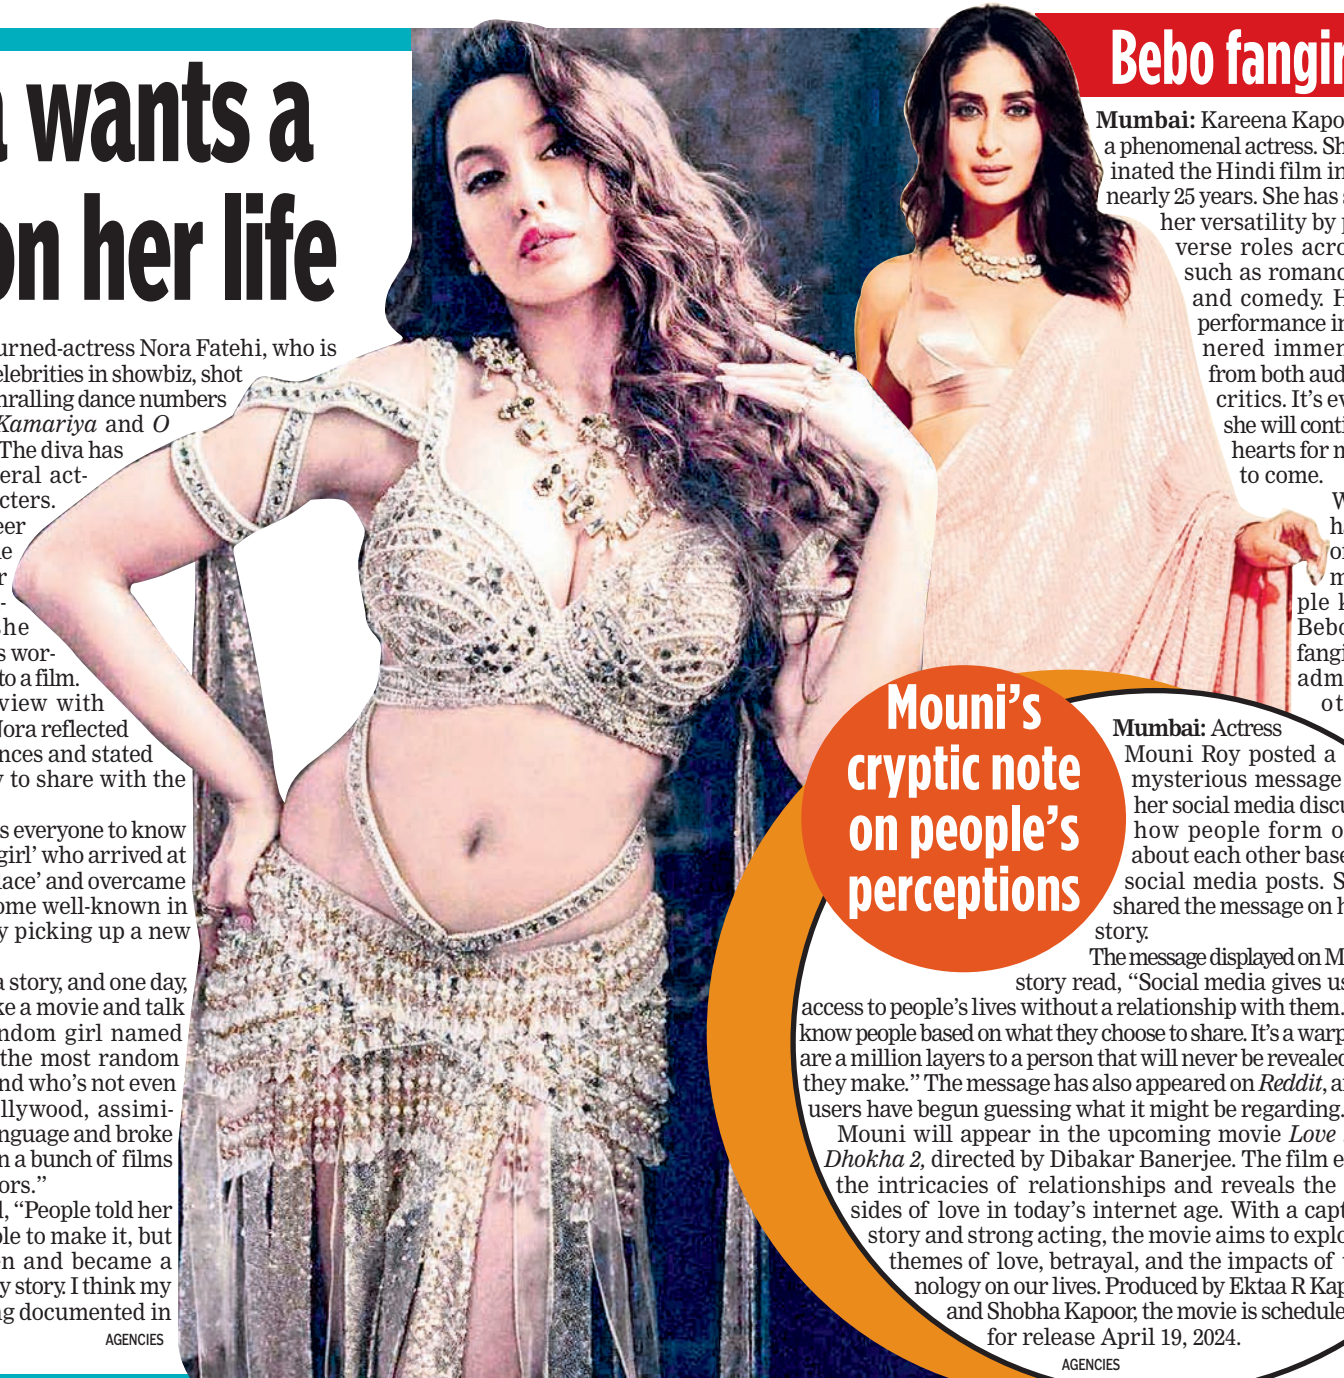 wants a
on her life
urned-actress Nora Fatehi, who is
elebrities in showbiz, shot
nralling dance numbers
Kamariya and O
The diva has
eral act-
cters.
eer
e
r
-
he
s wor-
to a film.
view with
Nora reflected
nces and stated
y to share with the
s everyone to know
girl’ who arrived at
lace’ and overcame
ome well-known in
y picking up a new
a story, and one day,
ke a movie and talk
ndom girl named
the most random
nd who’s not even
llywood, assimi-
nguage and broke
n a bunch of films
ors.”
l, “People told her
ble to make it, but
en and became a
y story. I think my
ng documented in
AGENCIES
Bebo fangir
Mumbai: Kareena Kapo
a phenomenal actress. Sh
inated the Hindi film in
nearly 25 years. She has s
her versatility by p
verse roles acro
such as romanc
and comedy. H
performance in
nered immen
from both aud
critics. It’s ev
she will conti
hearts for m
to come.
W
ha
on
m
ple k
Bebo
fangi
adm
ot
Mouni’s
cryptic note
on people’s
perceptions
Mumbai: Actress
Mouni Roy posted a
mysterious message
her social media discu
how people form o
about each other base
social media posts. S
shared the message on h
story.
The message displayed on M
story read, “Social media gives us
access to people’s lives without a relationship with them.
know people based on what they choose to share. It’s a warp
are a million layers to a person that will never be revealed
they make.” The message has also appeared on Reddit, a
users have begun guessing what it might be regarding.
Mouni will appear in the upcoming movie Love
Dhokha 2, directed by Dibakar Banerjee. The film e
the intricacies of relationships and reveals the
sides of love in today’s internet age. With a capt
story and strong acting, the movie aims to explo
themes of love, betrayal, and the impacts of
nology on our lives. Produced by Ektaa R Kap
and Shobha Kapoor, the movie is schedule
for release April 19, 2024.
AGENCIES